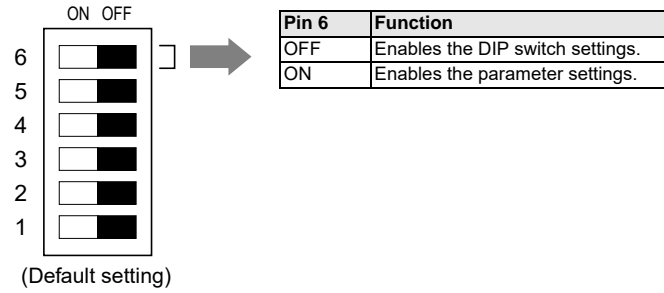 ON OFF
6
5
4
3
2
1
(Default setting)
Pin 6 Function
OFF Enables the DIP switch settings.
ON Enables the parameter settings.